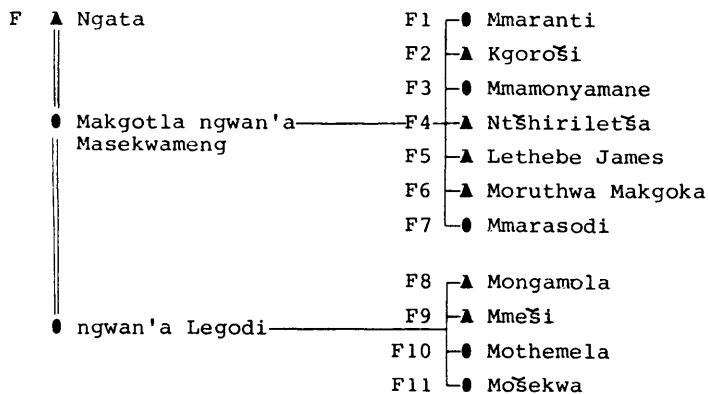 F Ngata
F1 Mmaranti
F2 Kgoroši
F3 Mmamonyamane
Makgotla ngwan'a
Masekwameng
F4 Ntšhiriletša
F5 Lethebe James
F6 Moruthwa Makgoka
F7 Mmarasodi
F8 Mongamola
ngwan'a Legodi
F9 Mmeši
F10 Mothemela
F11 Mošekwa